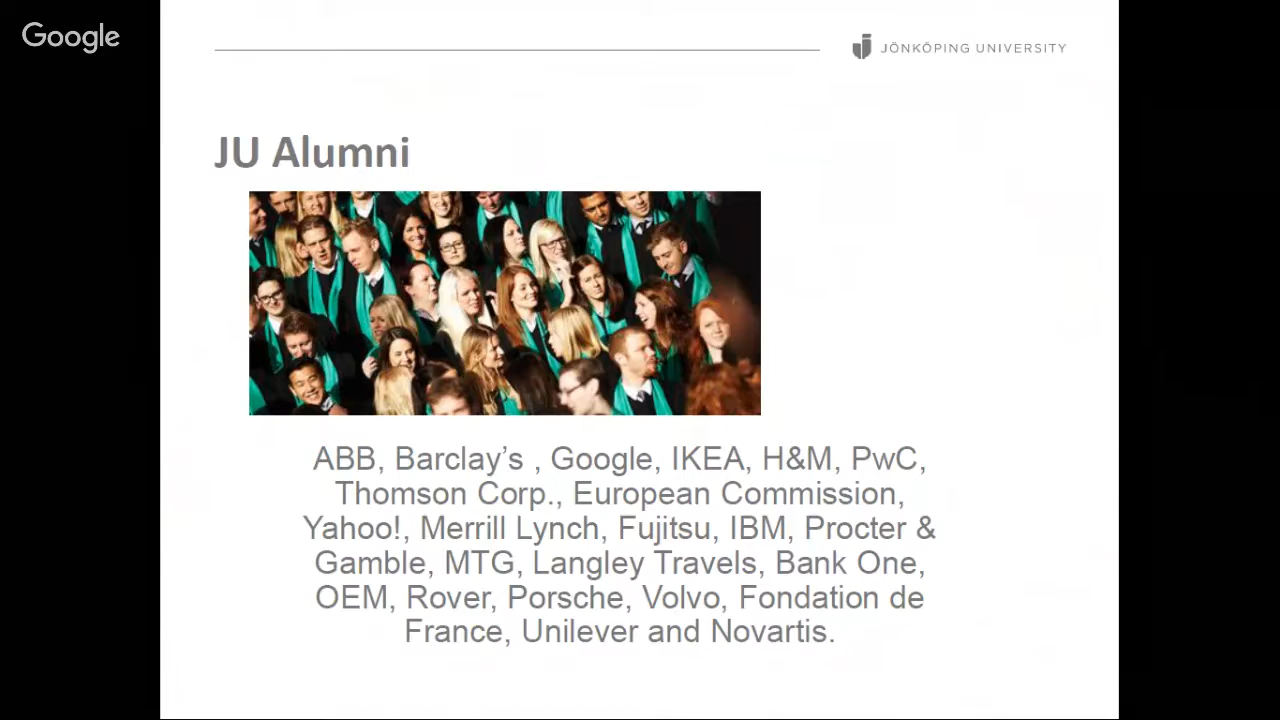 Google
JÖNKÖPING UNIVERSITY
JU Alumni
ABB, Barclay's , Google, IKEA, H&M, PwC,
Thomson Corp., European Commission,
Yahoo!, Merrill Lynch, Fujitsu, IBM, Procter &
Gamble, MTG, Langley Travels, Bank One,
OEM, Rover, Porsche, Volvo, Fondation de
France, Unilever and Novartis.